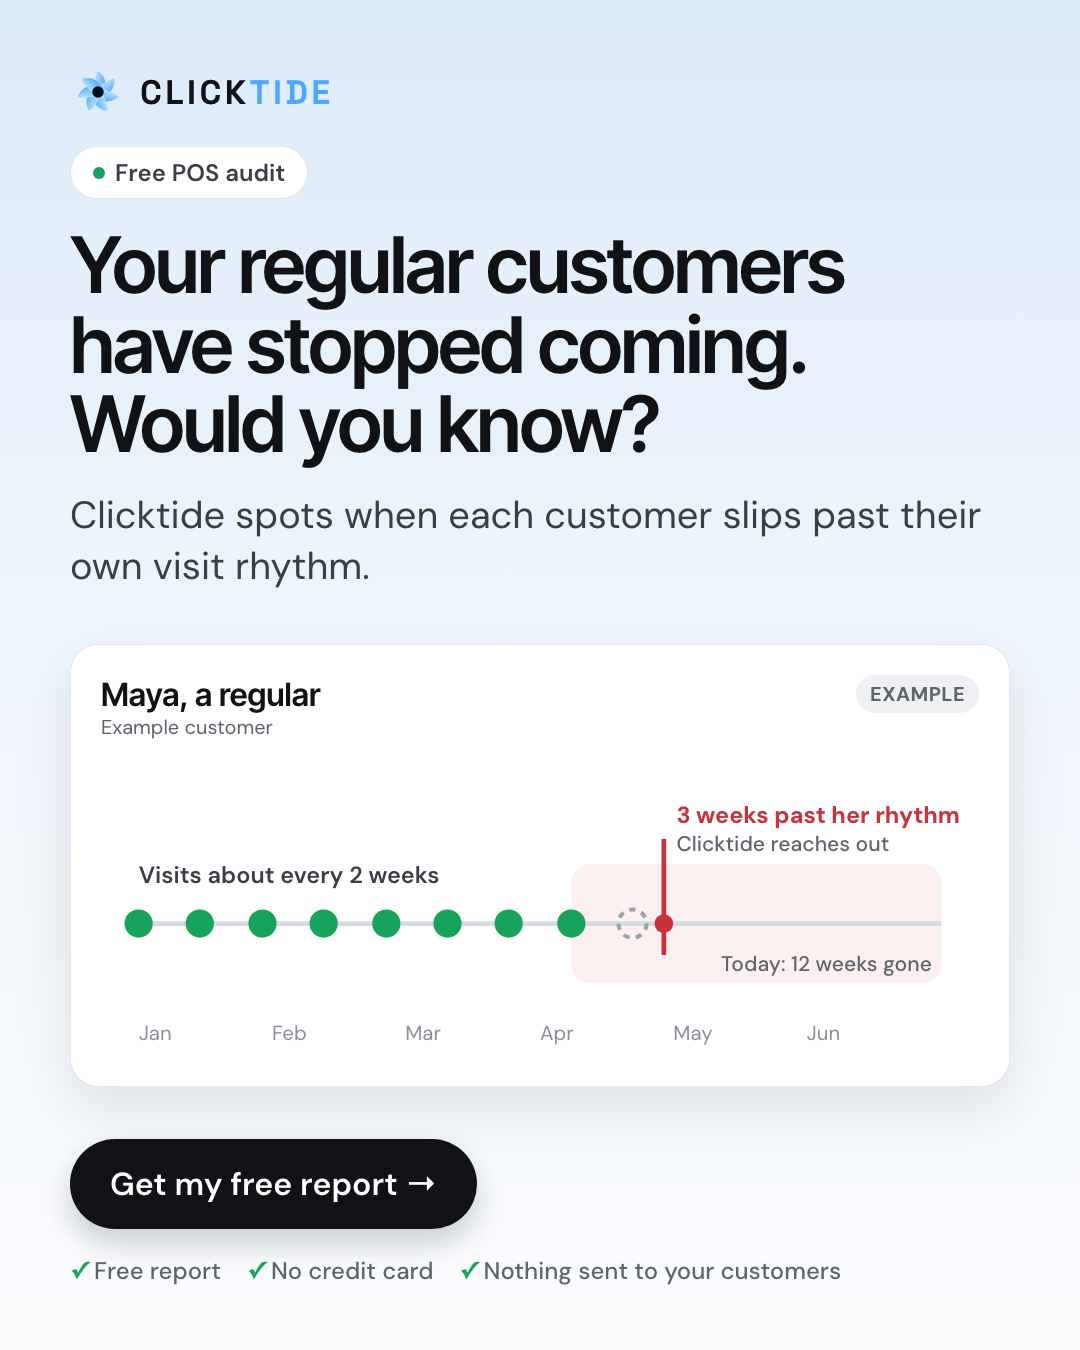 CLICKTIDE
Free POS audit
Your regular customers
have stopped coming.
Would you know?
Clicktide spots when each customer slips past their
own visit rhythm.
Maya, a regular
EXAMPLE
Example customer
3 weeks past her rhythm
Clicktide reaches out
Visits about every 2 weeks
Today: 12 weeks gone
Jan Feb Mar Apr May Jun
Get my free report →
✓Free report ✓No credit card ✓Nothing sent to your customers